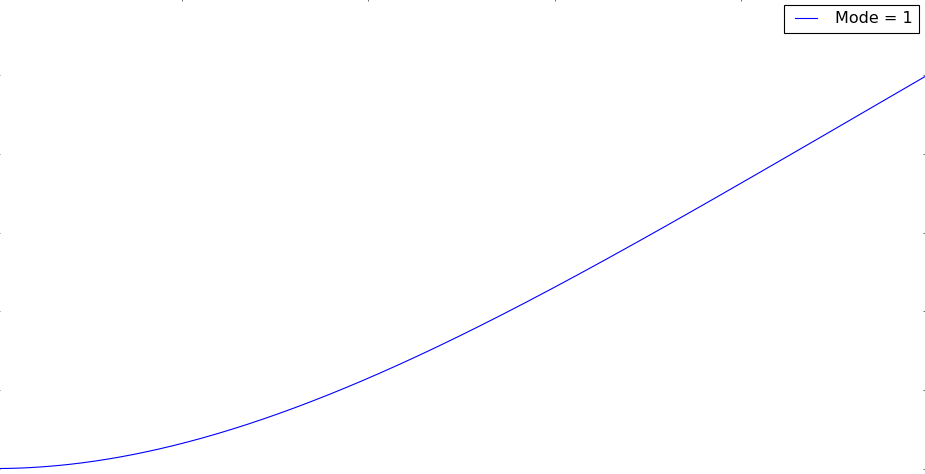 Mode = 1